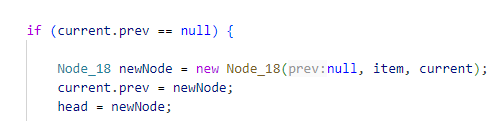 if (current.prev == null) {
Node_18 newNode = new Node_18(prev:null, item, current);
current.prev = newNode;
head = newNode;